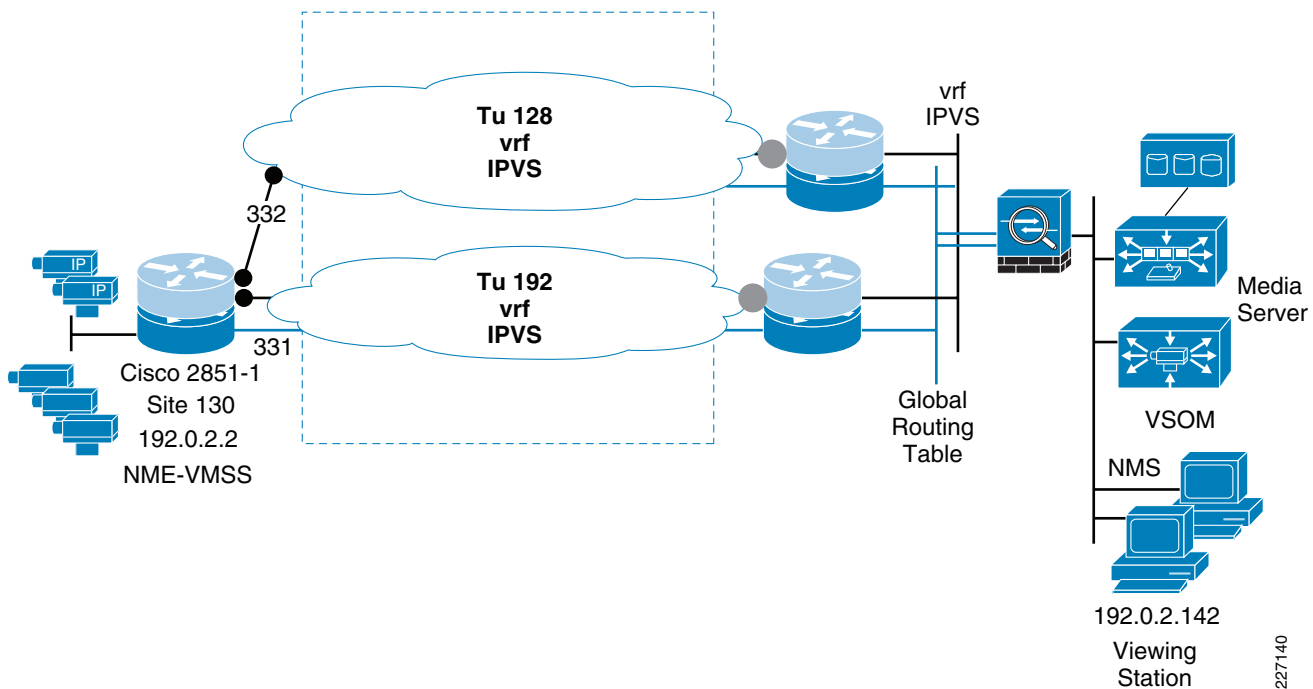 Tu 128
vrf
IPVS
vrf
IPVS
332
IP
IP
Tu 192
vrf
IPVS
331
Media
Server
Cisco 2851-1
Site 130
192.0.2.2
NME-VMSS
Global
Routing
Table
VSOM
NMS
192.0.2.142
Viewing
Station
227140